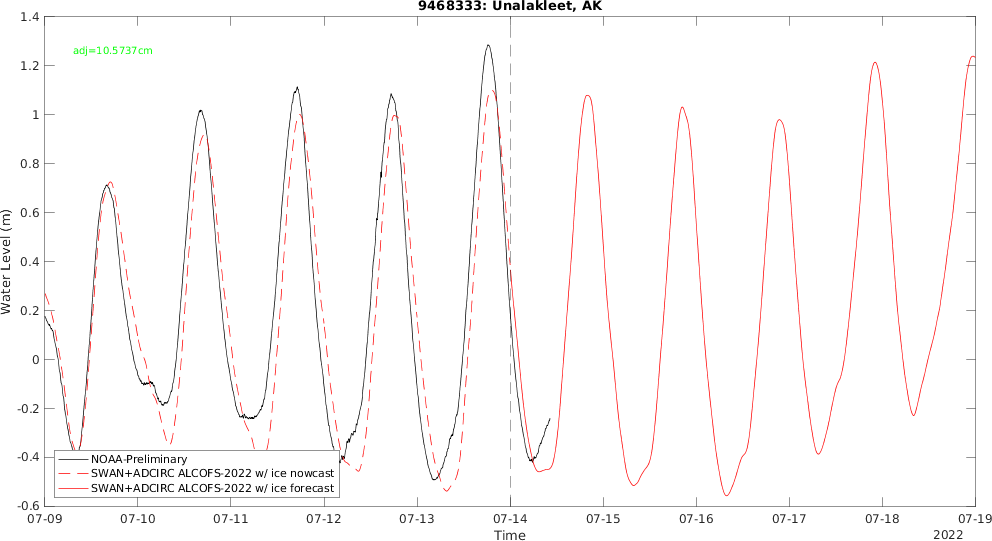 9468333: Unalakleet, AK
adj=10.5737cm
Water Level (m)
1.4
1.2
1
0.8
0.6
0.4
0.2
0
-0.2
-0.4
-0.6
NOAA-Preliminary
SWAN+ADCIRC ALCOFS-2022 w/ ice nowcast
SWAN+ADCIRC ALCOFS-2022 w/ ice forecast
07-09 07-10 07-11 07-12 07-13 07-14 07-15 07-16 07-17 07-18 07-19
Time
2022